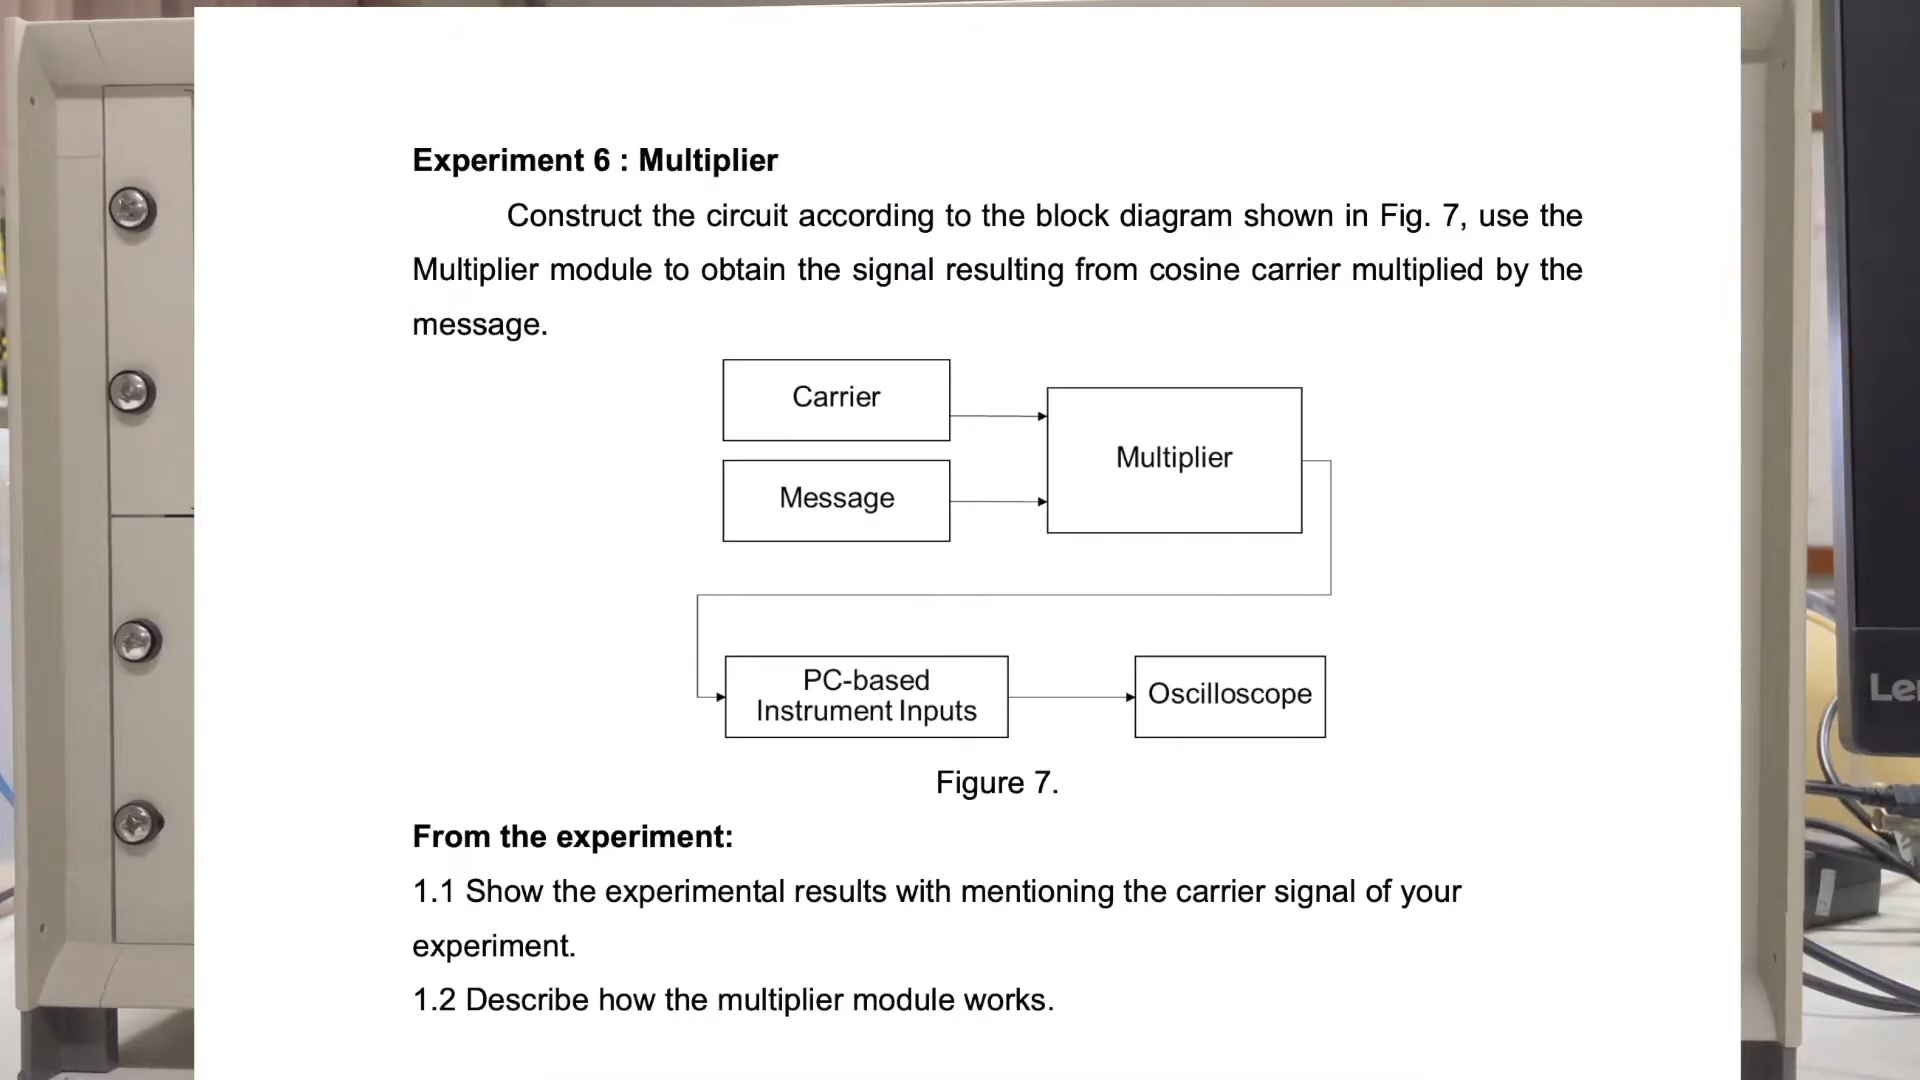 Experiment 6 : Multiplier
Construct the circuit according to the block diagram shown in Fig. 7, use the
Multiplier module to obtain the signal resulting from cosine carrier multiplied by the
message.
Carrier
Multiplier
Message
PC-based
Instrument Inputs
Oscilloscope
Figure 7.
From the experiment:
1.1 Show the experimental results with mentioning the carrier signal of your
experiment.
1.2 Describe how the multiplier module works.